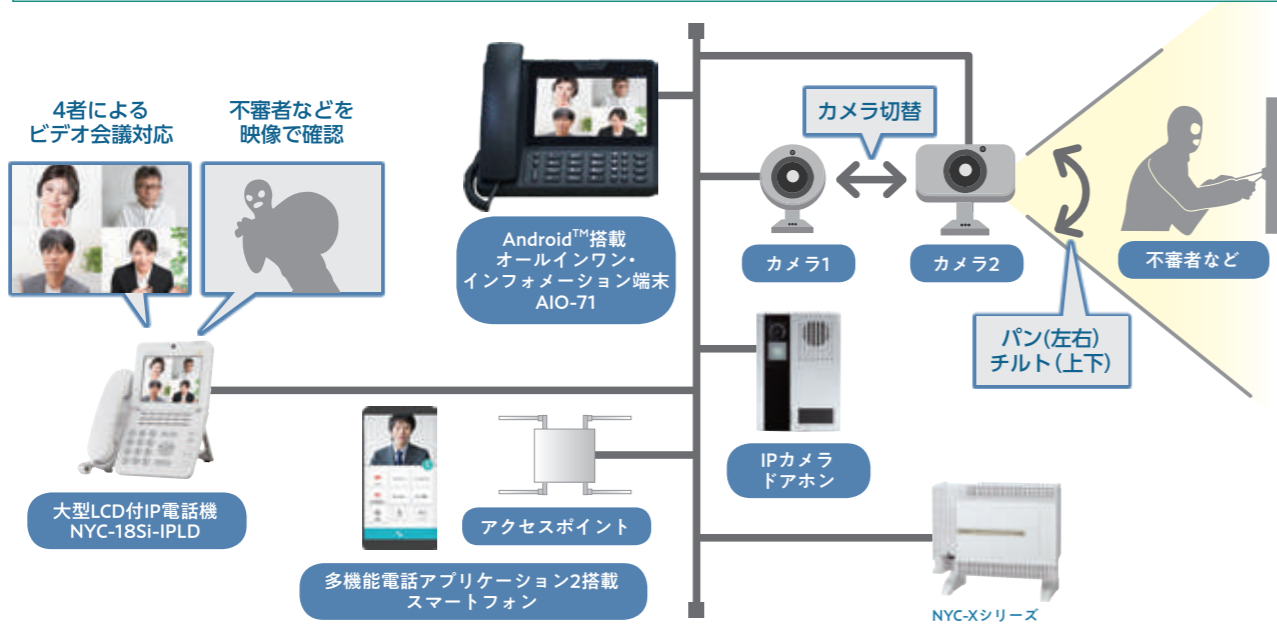 4者による
ビデオ会議対応
不審者などを
映像で確認
カメラ切替
Android™搭載
オールインワン・
インフォメーション端末
AIO-71
カメラ1
カメラ2
不審者など
パン(左右)
チルト(上下)
大型LCD付IP電話機
NYC-18Si-IPLD
アクセスポイント
IPカメラ
ドアホン
多機能電話アプリケーション2搭載
スマートフォン
NYC-Xシリーズ